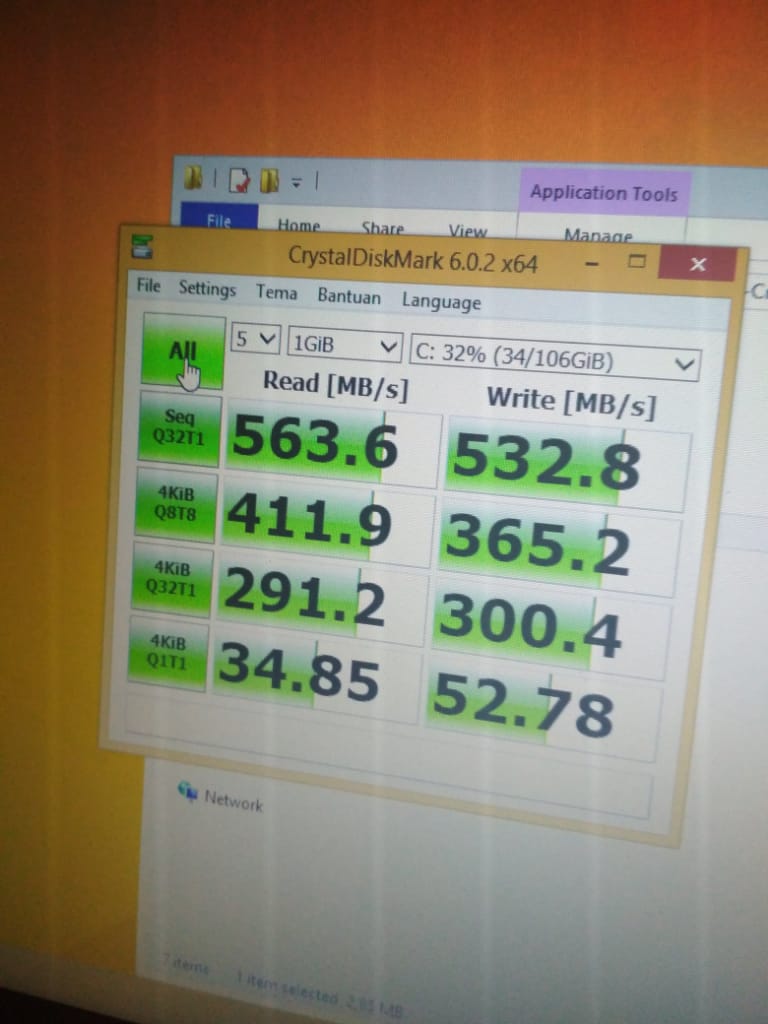 Application Tools
File Home Share View Manage
CrystalDiskMark 6.0.2 x64
File Settings Tema Bantuan Language
All 5 1GiB C: 32% (34/106GiB)
Read [MB/s] Write [MB/s]
Seq
Q32T1 563.6 532.8
4KiB
Q8T8 411.9 365.2
4KiB
Q32T1 291.2 300.4
4KiB
Q1T1 34.85 52.78
Network
7 items 1 item selected 2,85 MB